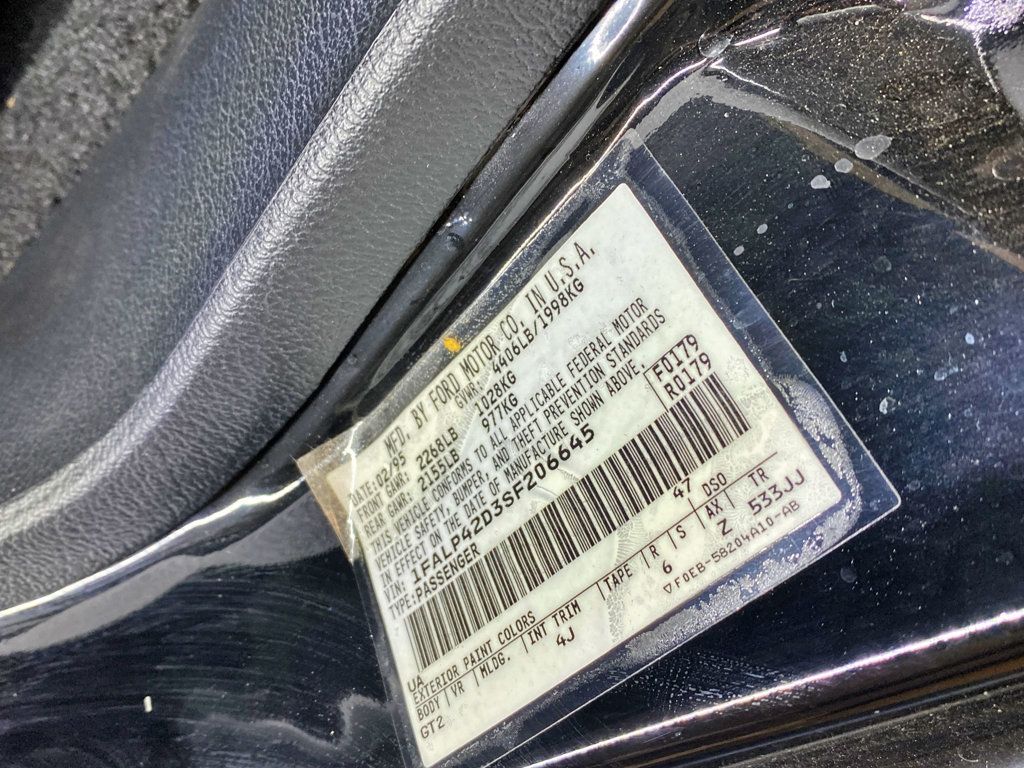 MFD. BY FORD MOTOR CO. IN U.S.A.
DATE: 02/95 GVWR: 4406LB/1998KG
FRONT GAWR: 2268LB 1028KG
REAR GAWR: 2155LB 977KG
THIS VEHICLE CONFORMS TO ALL APPLICABLE FEDERAL MOTOR
VEHICLE SAFETY, BUMPER, AND THEFT PREVENTION STANDARDS
IN EFFECT ON THE DATE OF MANUFACTURE SHOWN ABOVE.
VIN: 1FALP42D3SF206645 F0179
TYPE: PASSENGER R0179
UA 47
EXTERIOR PAINT COLORS DSO
BODY VR MLDG. INT TRIM TAPE R S AX TR
GT2 4J 6 Z 533JJ
▽F0EB-58204A10-AB